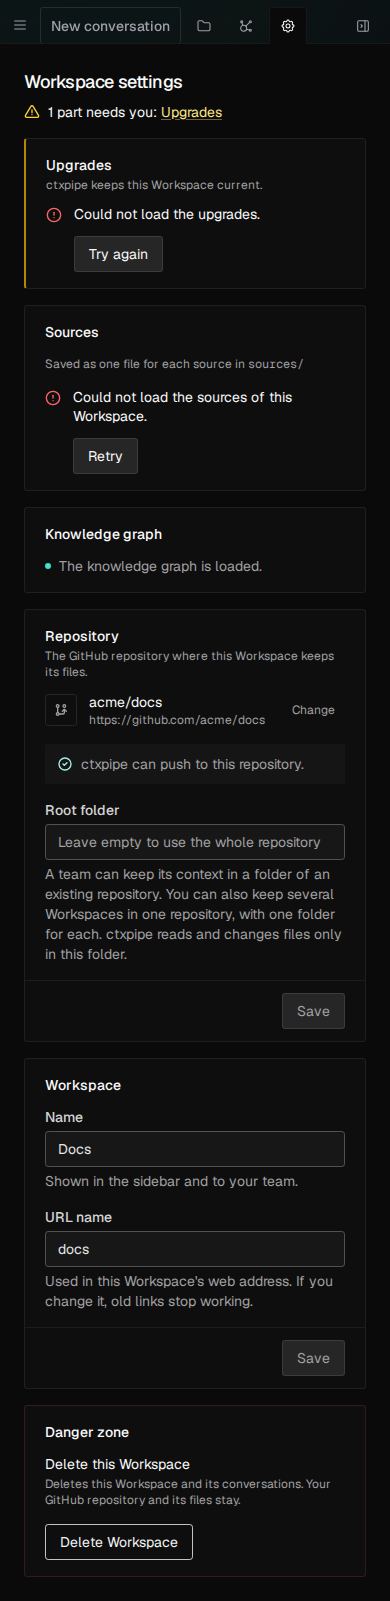 New conversation
Workspace settings
1 part needs you: Upgrades
Upgrades
ctxpipe keeps this Workspace current.
Could not load the upgrades.
Try again
Sources
Saved as one file for each source in sources/
Could not load the sources of this
Workspace.
Retry
Knowledge graph
The knowledge graph is loaded.
Repository
The GitHub repository where this Workspace keeps
its files.
acme/docs
https://github.com/acme/docs
Change
ctxpipe can push to this repository.
Root folder
Leave empty to use the whole repository
A team can keep its context in a folder of an
existing repository. You can also keep several
Workspaces in one repository, with one folder
for each. ctxpipe reads and changes files only
in this folder.
Save
Workspace
Name
Docs
Shown in the sidebar and to your team.
URL name
docs
Used in this Workspace's web address. If you
change it, old links stop working.
Save
Danger zone
Delete this Workspace
Deletes this Workspace and its conversations. Your
GitHub repository and its files stay.
Delete Workspace